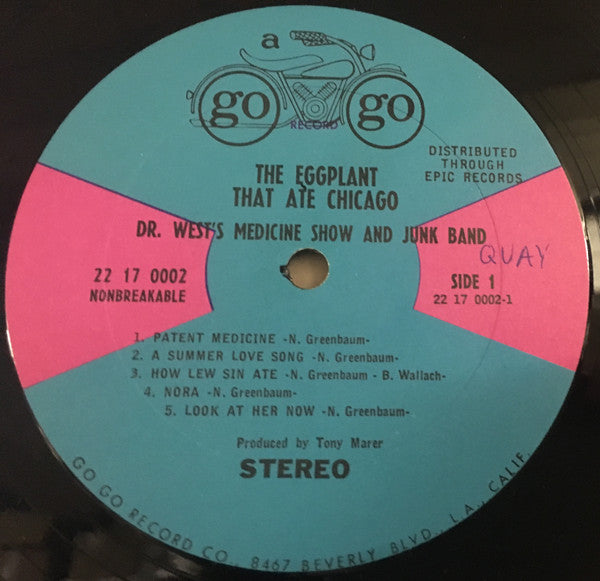 a
go go
RECORD
DISTRIBUTED
THROUGH
EPIC RECORDS
THE EGGPLANT
THAT ATE CHICAGO
DR. WEST'S MEDICINE SHOW AND JUNK BAND
QUAY
22 17 0002
NONBREAKABLE
SIDE 1
22 17 0002-1
1. PATENT MEDICINE -N. Greenbaum-
2. A SUMMER LOVE SONG -N. Greenbaum-
3. HOW LEW SIN ATE -N. Greenbaum - B. Wallach-
4. NORA -N. Greenbaum-
5. LOOK AT HER NOW -N. Greenbaum-
Produced by Tony Marer
STEREO
GO GO RECORD CO., 8467 BEVERLY BLVD., L.A., CALIF.